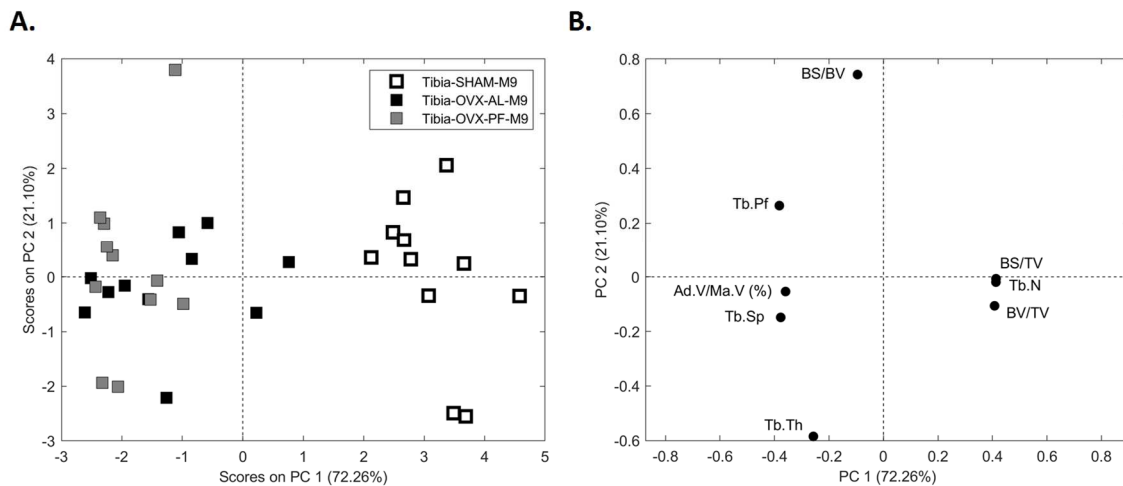 A.
B.
4
3
2
1
0
-1
-2
-3
Scores on PC 2 (21.10%)
Tibia-SHAM-M9
Tibia-OVX-AL-M9
Tibia-OVX-PF-M9
-3 -2 -1 0 1 2 3 4 5
Scores on PC 1 (72.26%)
0.8
0.6
0.4
0.2
0
-0.2
-0.4
-0.6
PC 2 (21.10%)
BS/BV
Tb.Pf
BS/TV
Tb.N
Ad.V/Ma.V (%)
BV/TV
Tb.Sp
Tb.Th
-0.8 -0.6 -0.4 -0.2 0 0.2 0.4 0.6 0.8
PC 1 (72.26%)